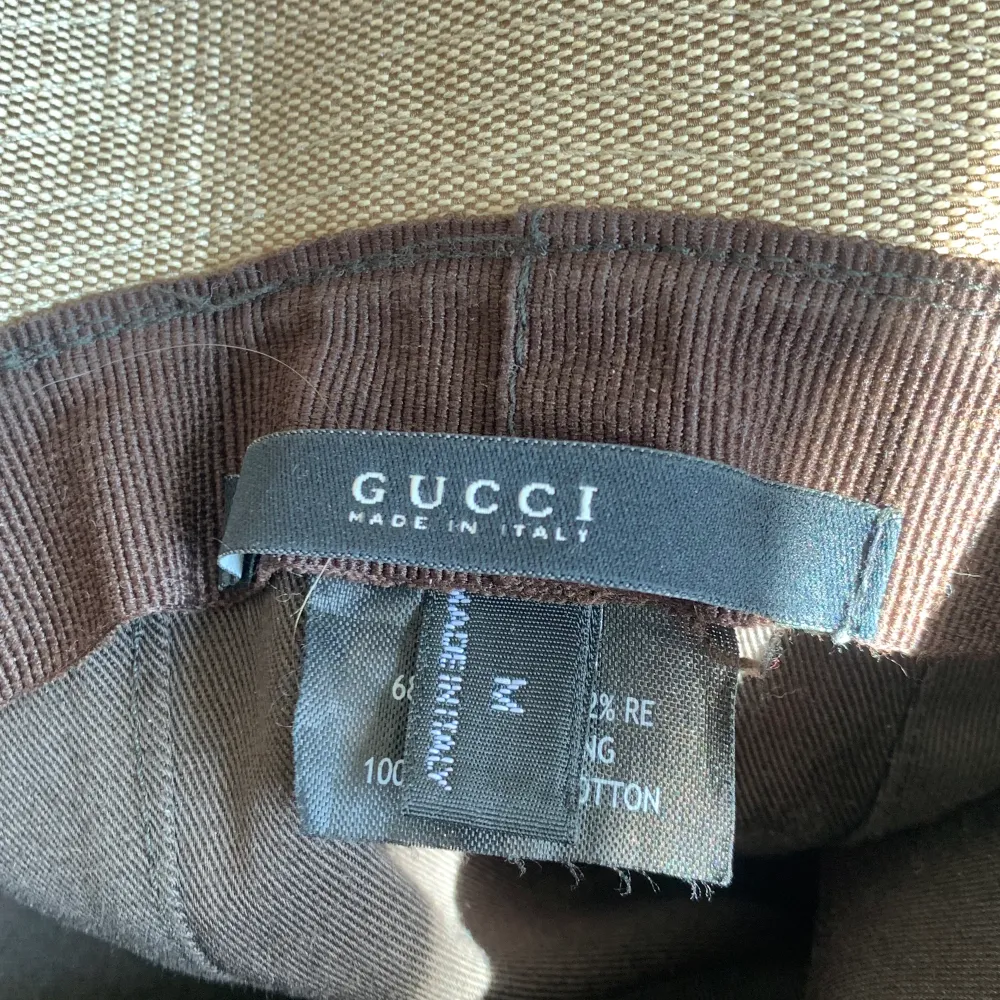 GUCCI
MADE IN ITALY
MADE IN ITALY
M
68
2% RE
NG
100
OTTON